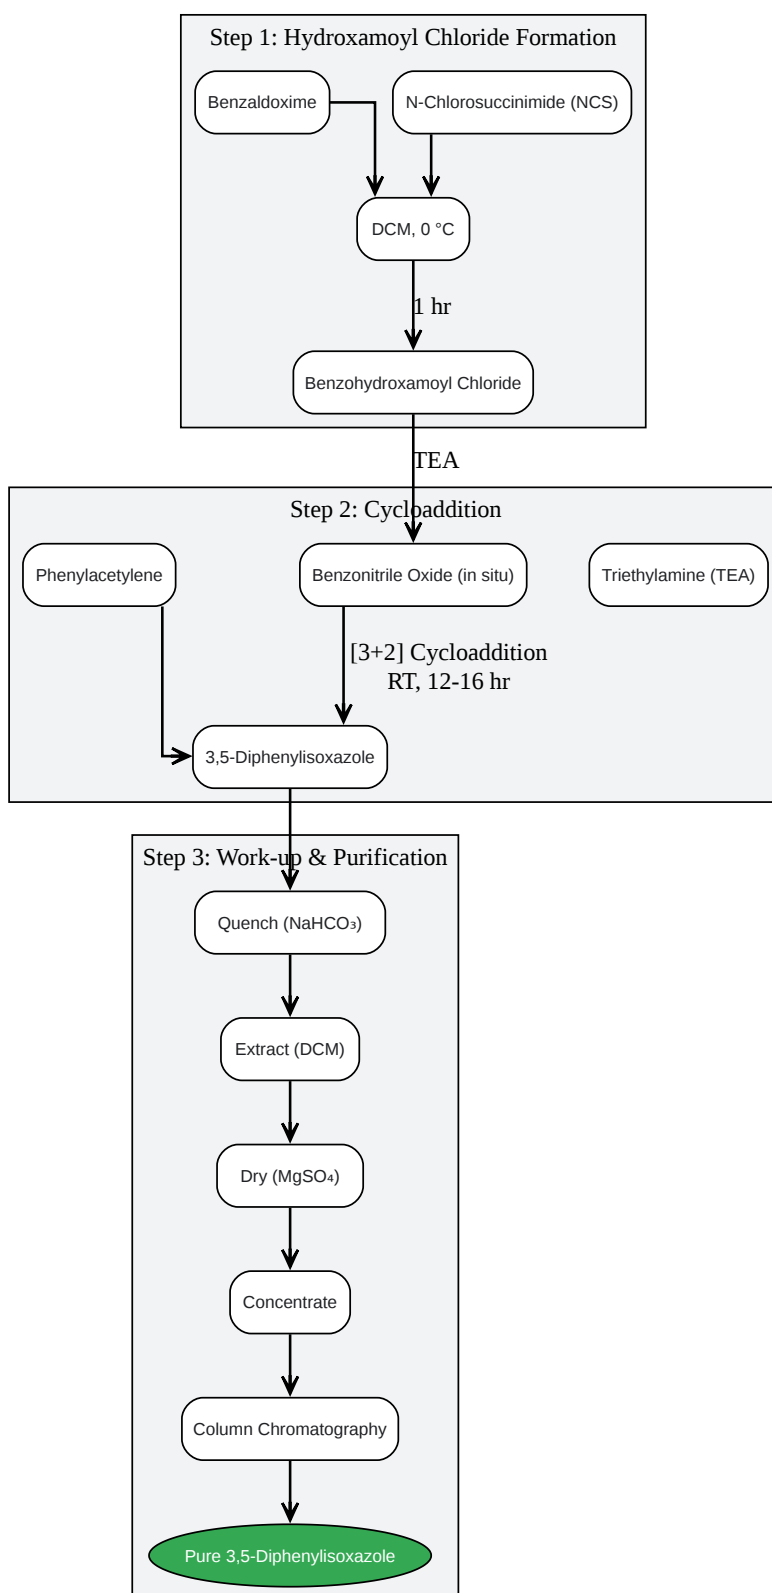 Step 1: Hydroxamoyl Chloride Formation
Benzaldoxime
N-Chlorosuccinimide (NCS)
DCM, 0 °C
1 hr
Benzohydroxamoyl Chloride
TEA
Step 2: Cycloaddition
Phenylacetylene
Benzonitrile Oxide (in situ)
Triethylamine (TEA)
[3+2] Cycloaddition
RT, 12-16 hr
3,5-Diphenylisoxazole
Step 3: Work-up & Purification
Quench (NaHCO₃)
Extract (DCM)
Dry (MgSO₄)
Concentrate
Column Chromatography
Pure 3,5-Diphenylisoxazole